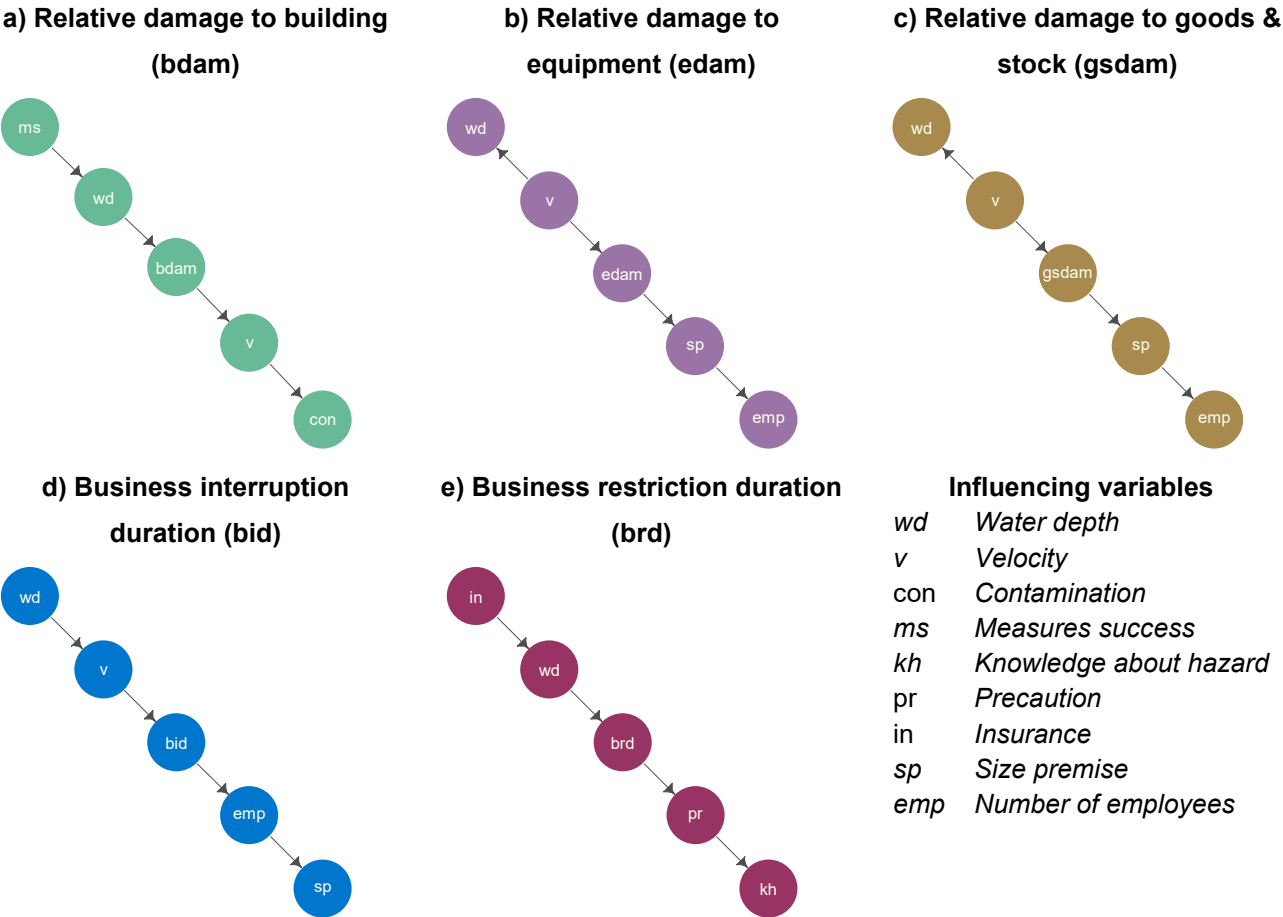 a) Relative damage to building
(bdam)
ms
wd
bdam
v
con
b) Relative damage to
equipment (edam)
wd
v
edam
sp
emp
c) Relative damage to goods &
stock (gsdam)
wd
v
gsdam
sp
emp
d) Business interruption
duration (bid)
wd
v
bid
emp
sp
e) Business restriction duration
(brd)
in
wd
brd
pr
kh
Influencing variables
wd Water depth
v Velocity
con Contamination
ms Measures success
kh Knowledge about hazard
pr Precaution
in Insurance
sp Size premise
emp Number of employees